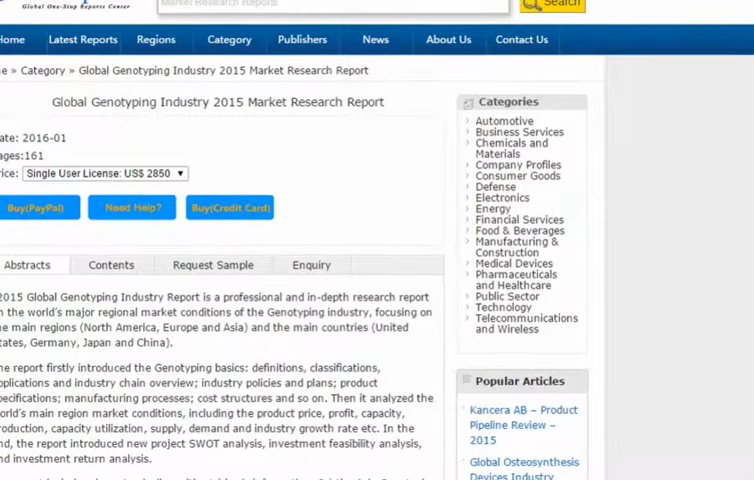 Global One-Stop Reports Center
Market Research Reports
Search
Home
Latest Reports
Regions
Category
Publishers
News
About Us
Contact Us
» Category » Global Genotyping Industry 2015 Market Research Report
Global Genotyping Industry 2015 Market Research Report
ate: 2016-01
ages:161
rice: Single User License: US$ 2850
Buy(PayPal)
Need Help?
Buy(Credit Card)
Abstracts
Contents
Request Sample
Enquiry
2015 Global Genotyping Industry Report is a professional and in-depth research report
n the world's major regional market conditions of the Genotyping industry, focusing on
he main regions (North America, Europe and Asia) and the main countries (United
tates, Germany, Japan and China).
he report firstly introduced the Genotyping basics: definitions, classifications,
pplications and industry chain overview; industry policies and plans; product
pecifications; manufacturing processes; cost structures and so on. Then it analyzed the
orld's main region market conditions, including the product price, profit, capacity,
roduction, capacity utilization, supply, demand and industry growth rate etc. In the
nd, the report introduced new project SWOT analysis, investment feasibility analysis,
nd investment return analysis.
Categories
Automotive
Business Services
Chemicals and
Materials
Company Profiles
Consumer Goods
Defense
Electronics
Energy
Financial Services
Food & Beverages
Manufacturing &
Construction
Medical Devices
Pharmaceuticals
and Healthcare
Public Sector
Technology
Telecommunications
and Wireless
Popular Articles
Kancera AB – Product
Pipeline Review –
2015
Global Osteosynthesis
Devices Industry